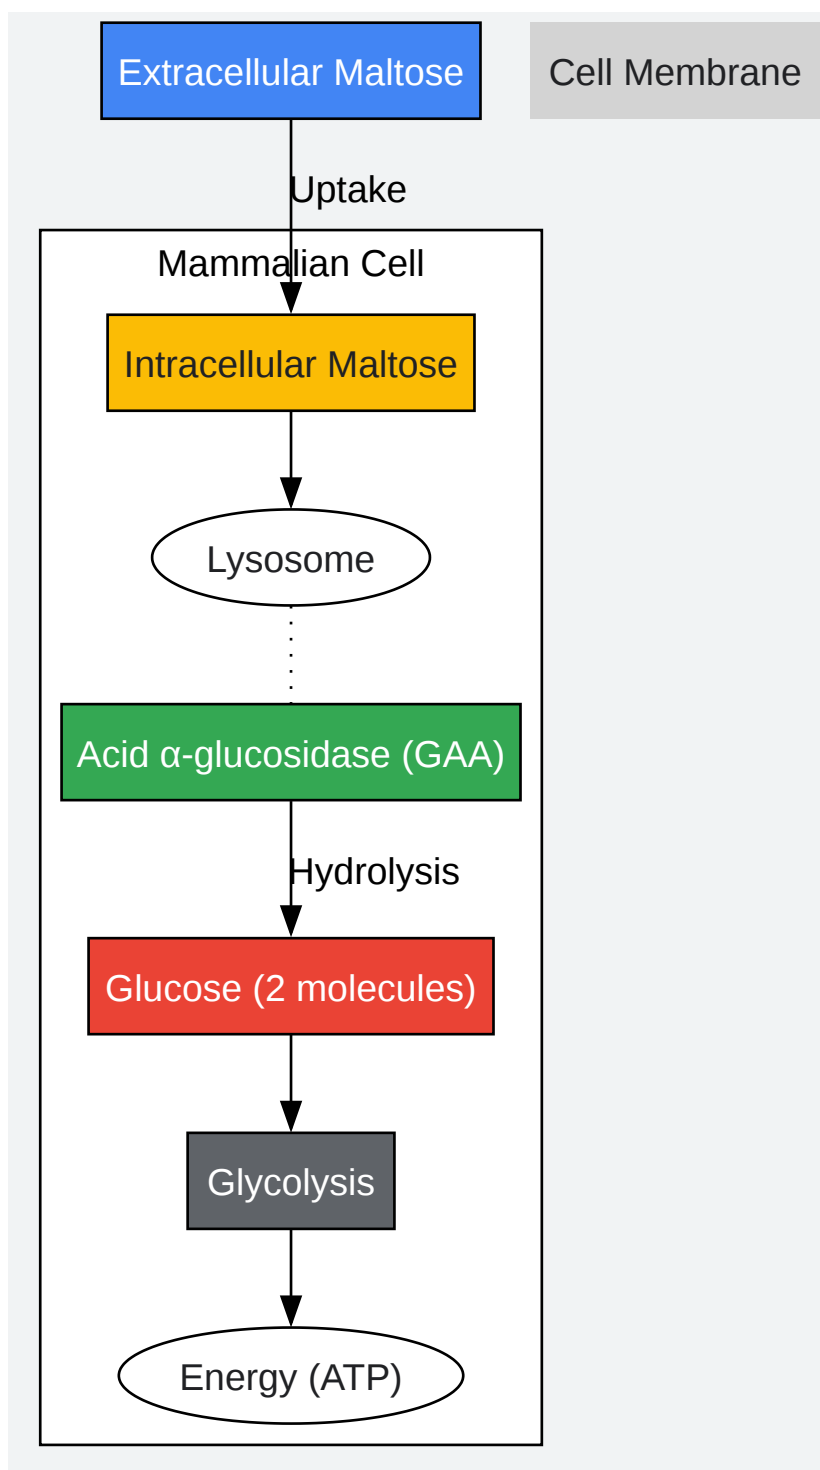 Extracellular Maltose
Cell Membrane
Uptake
Mammalian Cell
Intracellular Maltose
Lysosome
Acid α-glucosidase (GAA)
Hydrolysis
Glucose (2 molecules)
Glycolysis
Energy (ATP)